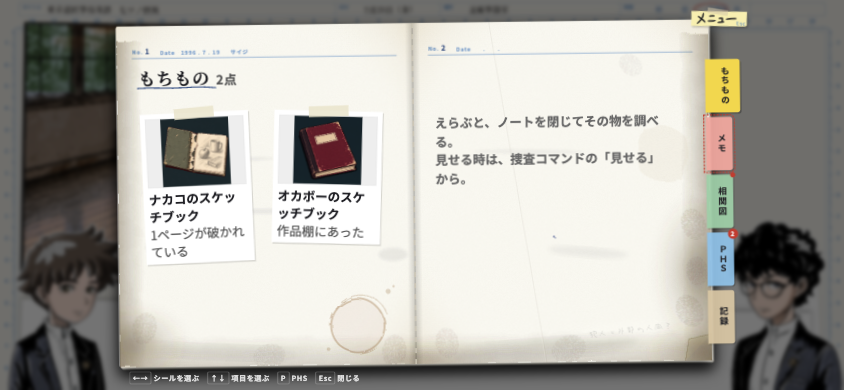 メニュー
Esc
No. 1 Date 1996.7.15 サイロ
もちもの 2点
ナカコのスケッ
チブック
1ページが破かれ
ている
オカボーのスケ
ッチブック
作品棚にあった
No. 2 Date . .
えらぶと、ノートを閉じてその物を調べ
る。
見せる時は、捜査コマンドの「見せる」
から。
もちもの
メモ
相関図
2
PHS
記録
←→ シールを選ぶ ↑↓ 項目を選ぶ P PHS Esc 閉じる